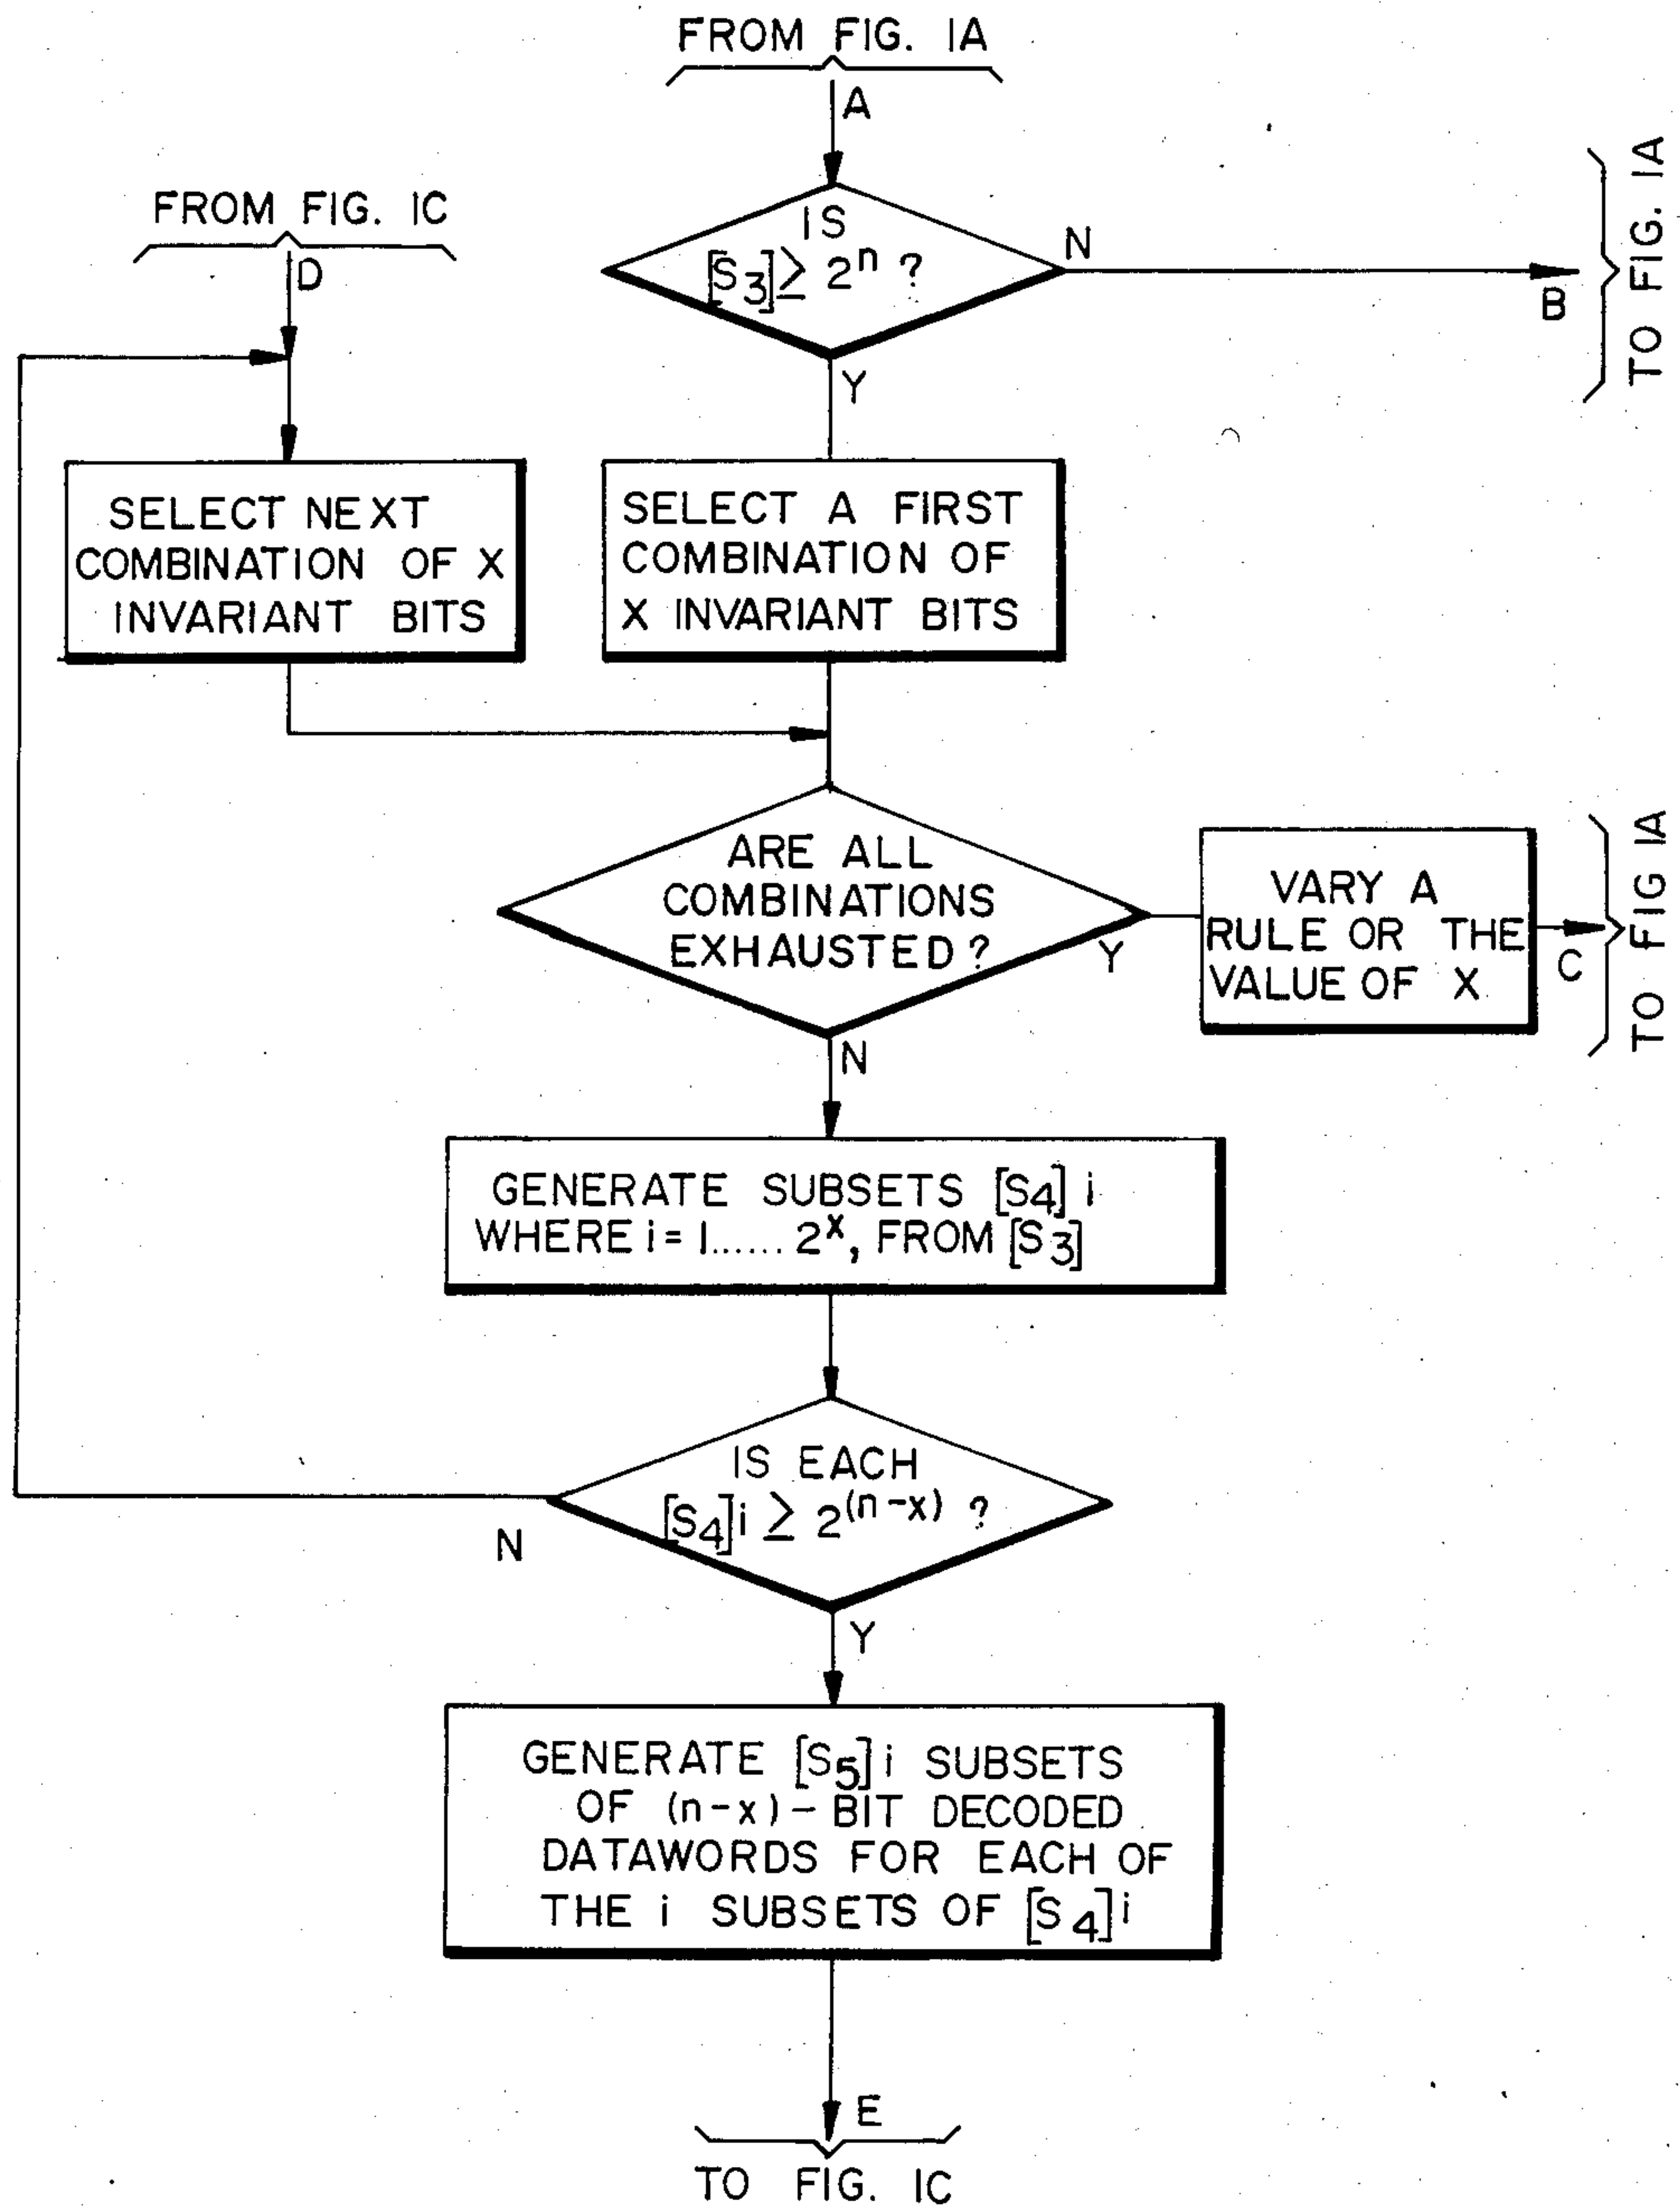 FROM FIG. 1A
A
IS
[S3] ≥ 2^n ?
N
B
TO FIG. 1A
Y
FROM FIG. 1C
D
SELECT NEXT
COMBINATION OF X
INVARIANT BITS
SELECT A FIRST
COMBINATION OF
X INVARIANT BITS
ARE ALL
COMBINATIONS
EXHAUSTED?
Y
VARY A
RULE OR THE
VALUE OF X
C
TO FIG 1A
N
GENERATE SUBSETS [S4] i
WHERE i = 1...... 2^x, FROM [S3]
IS EACH
[S4] i ≥ 2^(n-x) ?
N
Y
GENERATE [S5] i SUBSETS
OF (n-x)-BIT DECODED
DATAWORDS FOR EACH OF
THE i SUBSETS OF [S4] i
E
TO FIG. 1C